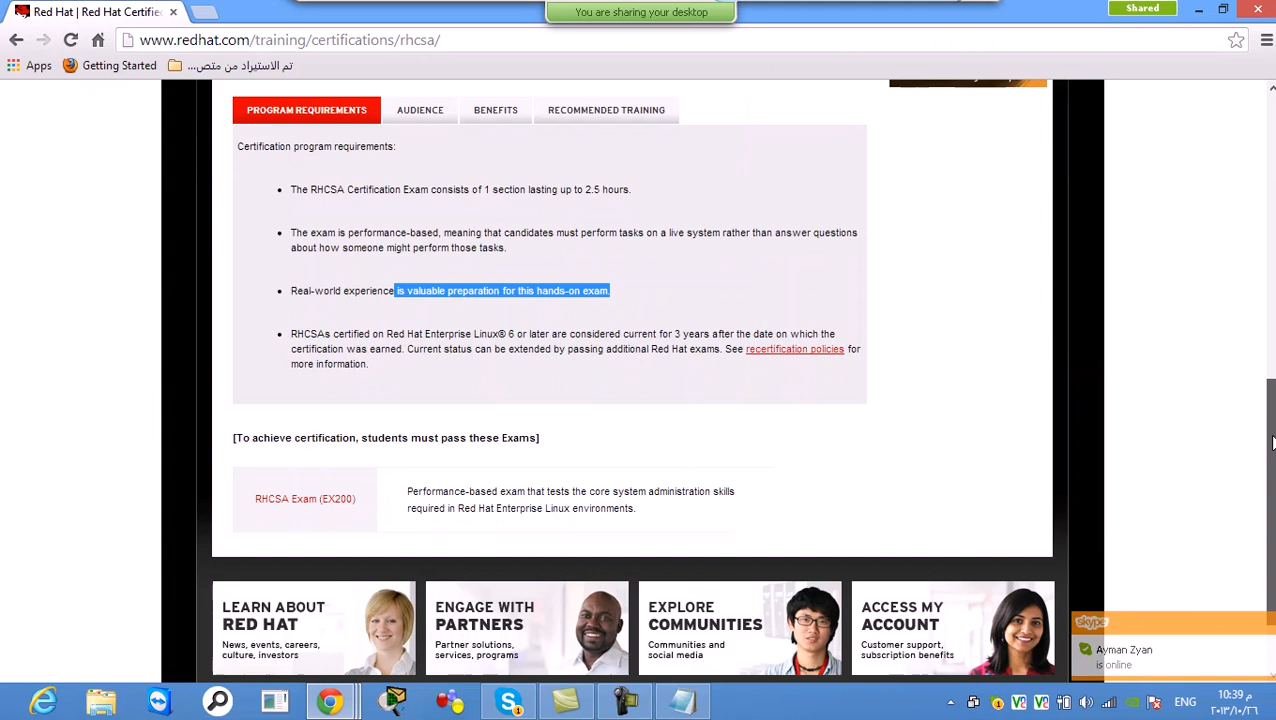 Red Hat | Red Hat Certifie
You are sharing your desktop
Shared
www.redhat.com/training/certifications/rhcsa/
Apps
Getting Started
تم الاستيراد من متص...
PROGRAM REQUIREMENTS
AUDIENCE
BENEFITS
RECOMMENDED TRAINING
Certification program requirements:
The RHCSA Certification Exam consists of 1 section lasting up to 2.5 hours.
The exam is performance-based, meaning that candidates must perform tasks on a live system rather than answer questions
about how someone might perform those tasks.
Real-world experience is valuable preparation for this hands-on exam.
RHCSAs certified on Red Hat Enterprise Linux® 6 or later are considered current for 3 years after the date on which the
certification was earned. Current status can be extended by passing additional Red Hat exams. See recertification policies for
more information.
[To achieve certification, students must pass these Exams]
RHCSA Exam (EX200)
Performance-based exam that tests the core system administration skills
required in Red Hat Enterprise Linux environments.
LEARN ABOUT
RED HAT
News, events, careers,
culture, investors
ENGAGE WITH
PARTNERS
Partner solutions,
services, programs
EXPLORE
COMMUNITIES
Communities and
social media
ACCESS MY
ACCOUNT
Customer support,
subscription benefits
skype
Ayman Zyan
is online
ENG
10:39 م
٢٠١٣/١٠/٢٦